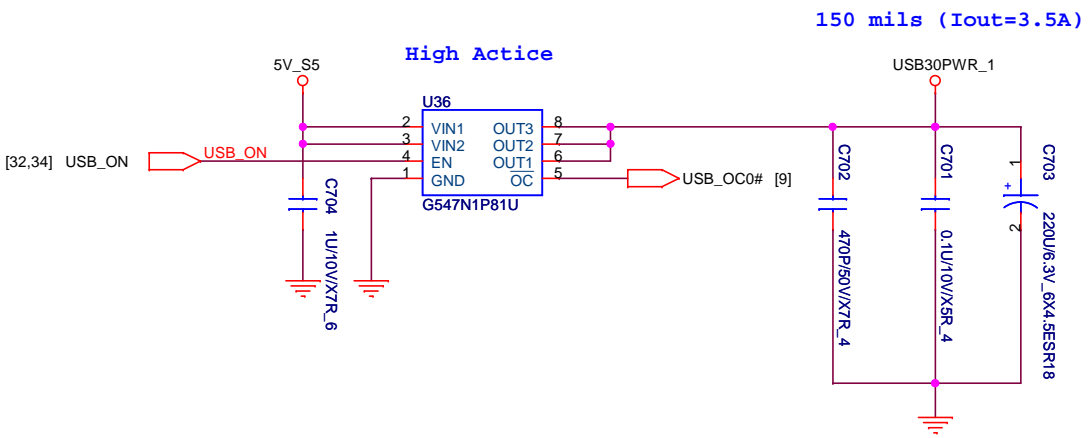 150 mils (Iout=3.5A)
High Actice
5V_S5
USB30PWR_1
U36
2 VIN1 OUT3 8
3 VIN2 OUT2 7
4 EN OUT1 6
1 GND OC 5
G547N1P81U
[32,34] USB_ON
USB_ON
USB_OC0# [9]
C704
1U/10V/X7R_6
C702
470P/50V/X7R_4
C701
0.1U/10V/X5R_4
1
+
2
C703
220U/6.3V_6X4.5ESR18